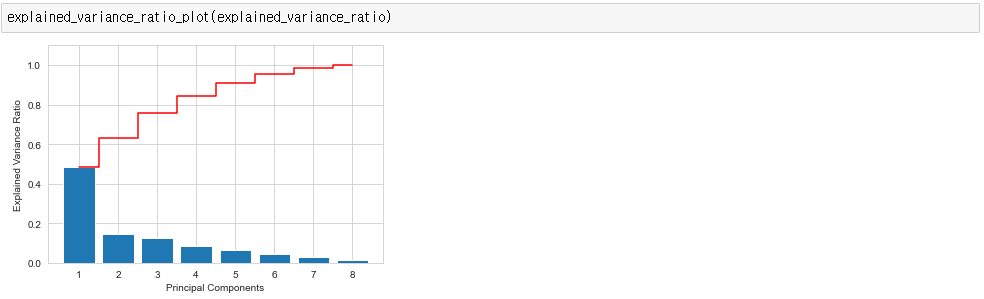 explained_variance_ratio_plot(explained_variance_ratio)
1.0
0.8
0.6
0.4
0.2
0.0
Explained Variance Ratio
1 2 3 4 5 6 7 8
Principal Components